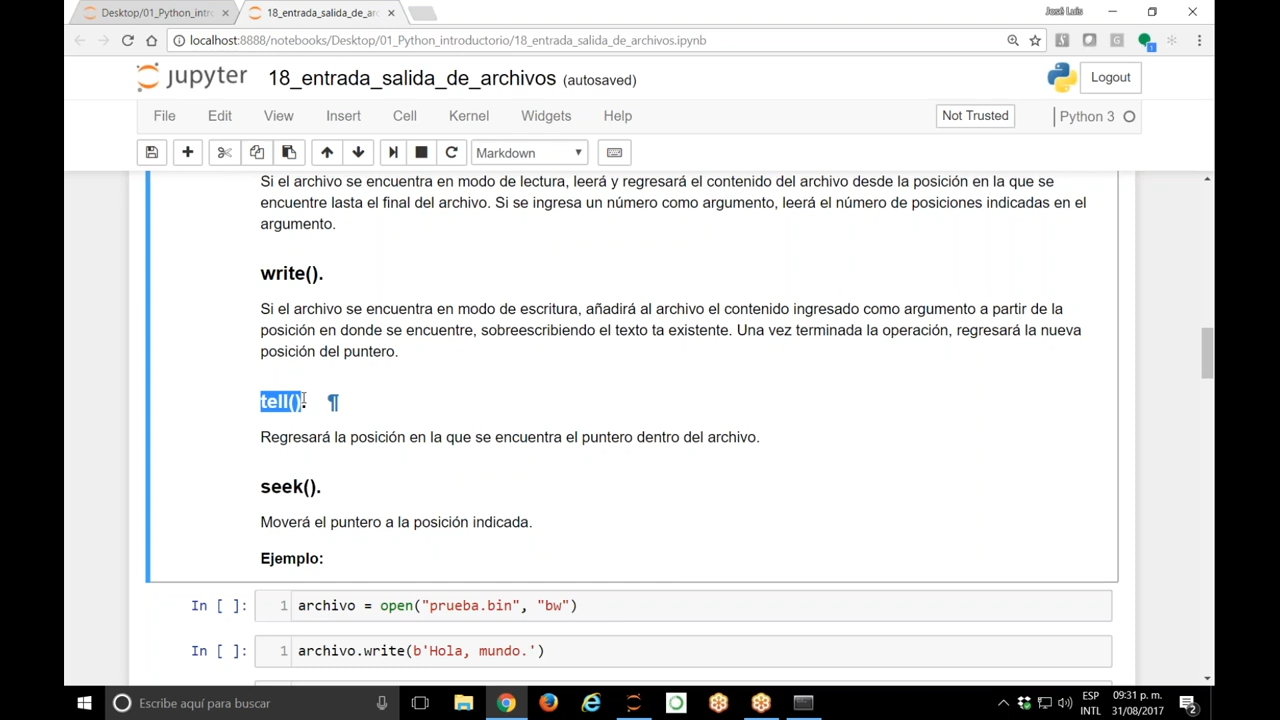 Desktop/01_Python_intro
18_entrada_salida_de_ar
José Luis
localhost:8888/notebooks/Desktop/01_Python_introductorio/18_entrada_salida_de_archivos.ipynb
jupyter
18_entrada_salida_de_archivos (autosaved)
Logout
File Edit View Insert Cell Kernel Widgets Help
Not Trusted
Python 3
Markdown
Si el archivo se encuentra en modo de lectura, leerá y regresará el contenido del archivo desde la posición en la que se
encuentre lasta el final del archivo. Si se ingresa un número como argumento, leerá el número de posiciones indicadas en el
argumento.
write().
Si el archivo se encuentra en modo de escritura, añadirá al archivo el contenido ingresado como argumento a partir de la
posición en donde se encuentre, sobreescribiendo el texto ta existente. Una vez terminada la operación, regresará la nueva
posición del puntero.
tell(). ¶
Regresará la posición en la que se encuentra el puntero dentro del archivo.
seek().
Moverá el puntero a la posición indicada.
Ejemplo:
In [ ]: 1 archivo = open("prueba.bin", "bw")
In [ ]: 1 archivo.write(b'Hola, mundo.')
Escribe aquí para buscar
ESP 09:31 p. m.
INTL 31/08/2017
2